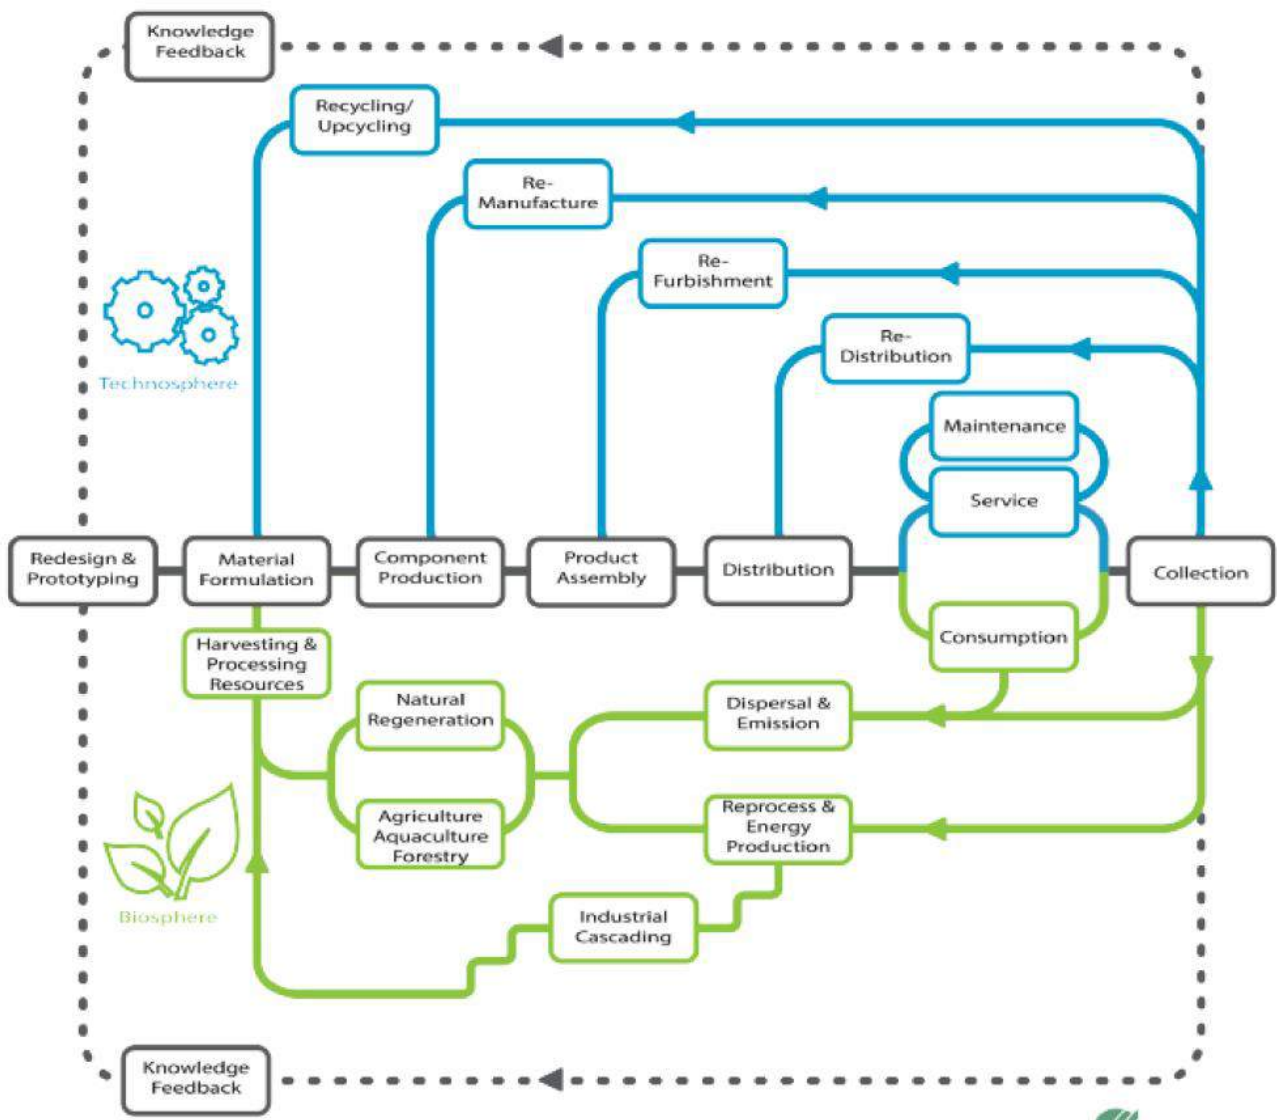 Knowledge
Feedback
Recycling/
Upcycling
Re-
Manufacture
Re-
Furbishment
Re-
Distribution
Technosphere
Maintenance
Service
Redesign &
Prototyping
Material
Formulation
Component
Production
Product
Assembly
Distribution
Collection
Consumption
Harvesting &
Processing
Resources
Natural
Regeneration
Dispersal &
Emission
Agriculture
Aquaculture
Forestry
Reprocess &
Energy
Production
Biosphere
Industrial
Cascading
Knowledge
Feedback